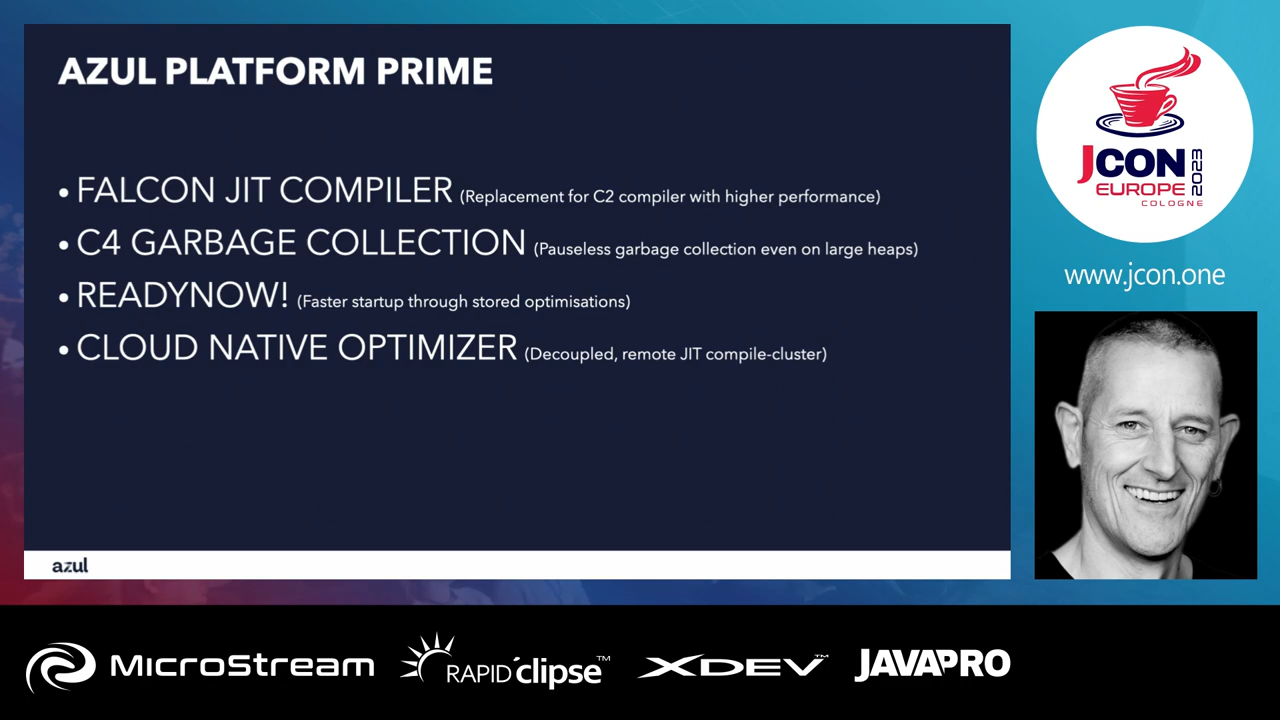 AZUL PLATFORM PRIME
• FALCON JIT COMPILER (Replacement for C2 compiler with higher performance)
• C4 GARBAGE COLLECTION (Pauseless garbage collection even on large heaps)
• READYNOW! (Faster startup through stored optimisations)
• CLOUD NATIVE OPTIMIZER (Decoupled, remote JIT compile-cluster)
azul
JCON
EUROPE
2023
COLOGNE
www.jcon.one
MICROSTREAM
RAPIDclipse™
XDEV™
JAVAPRO